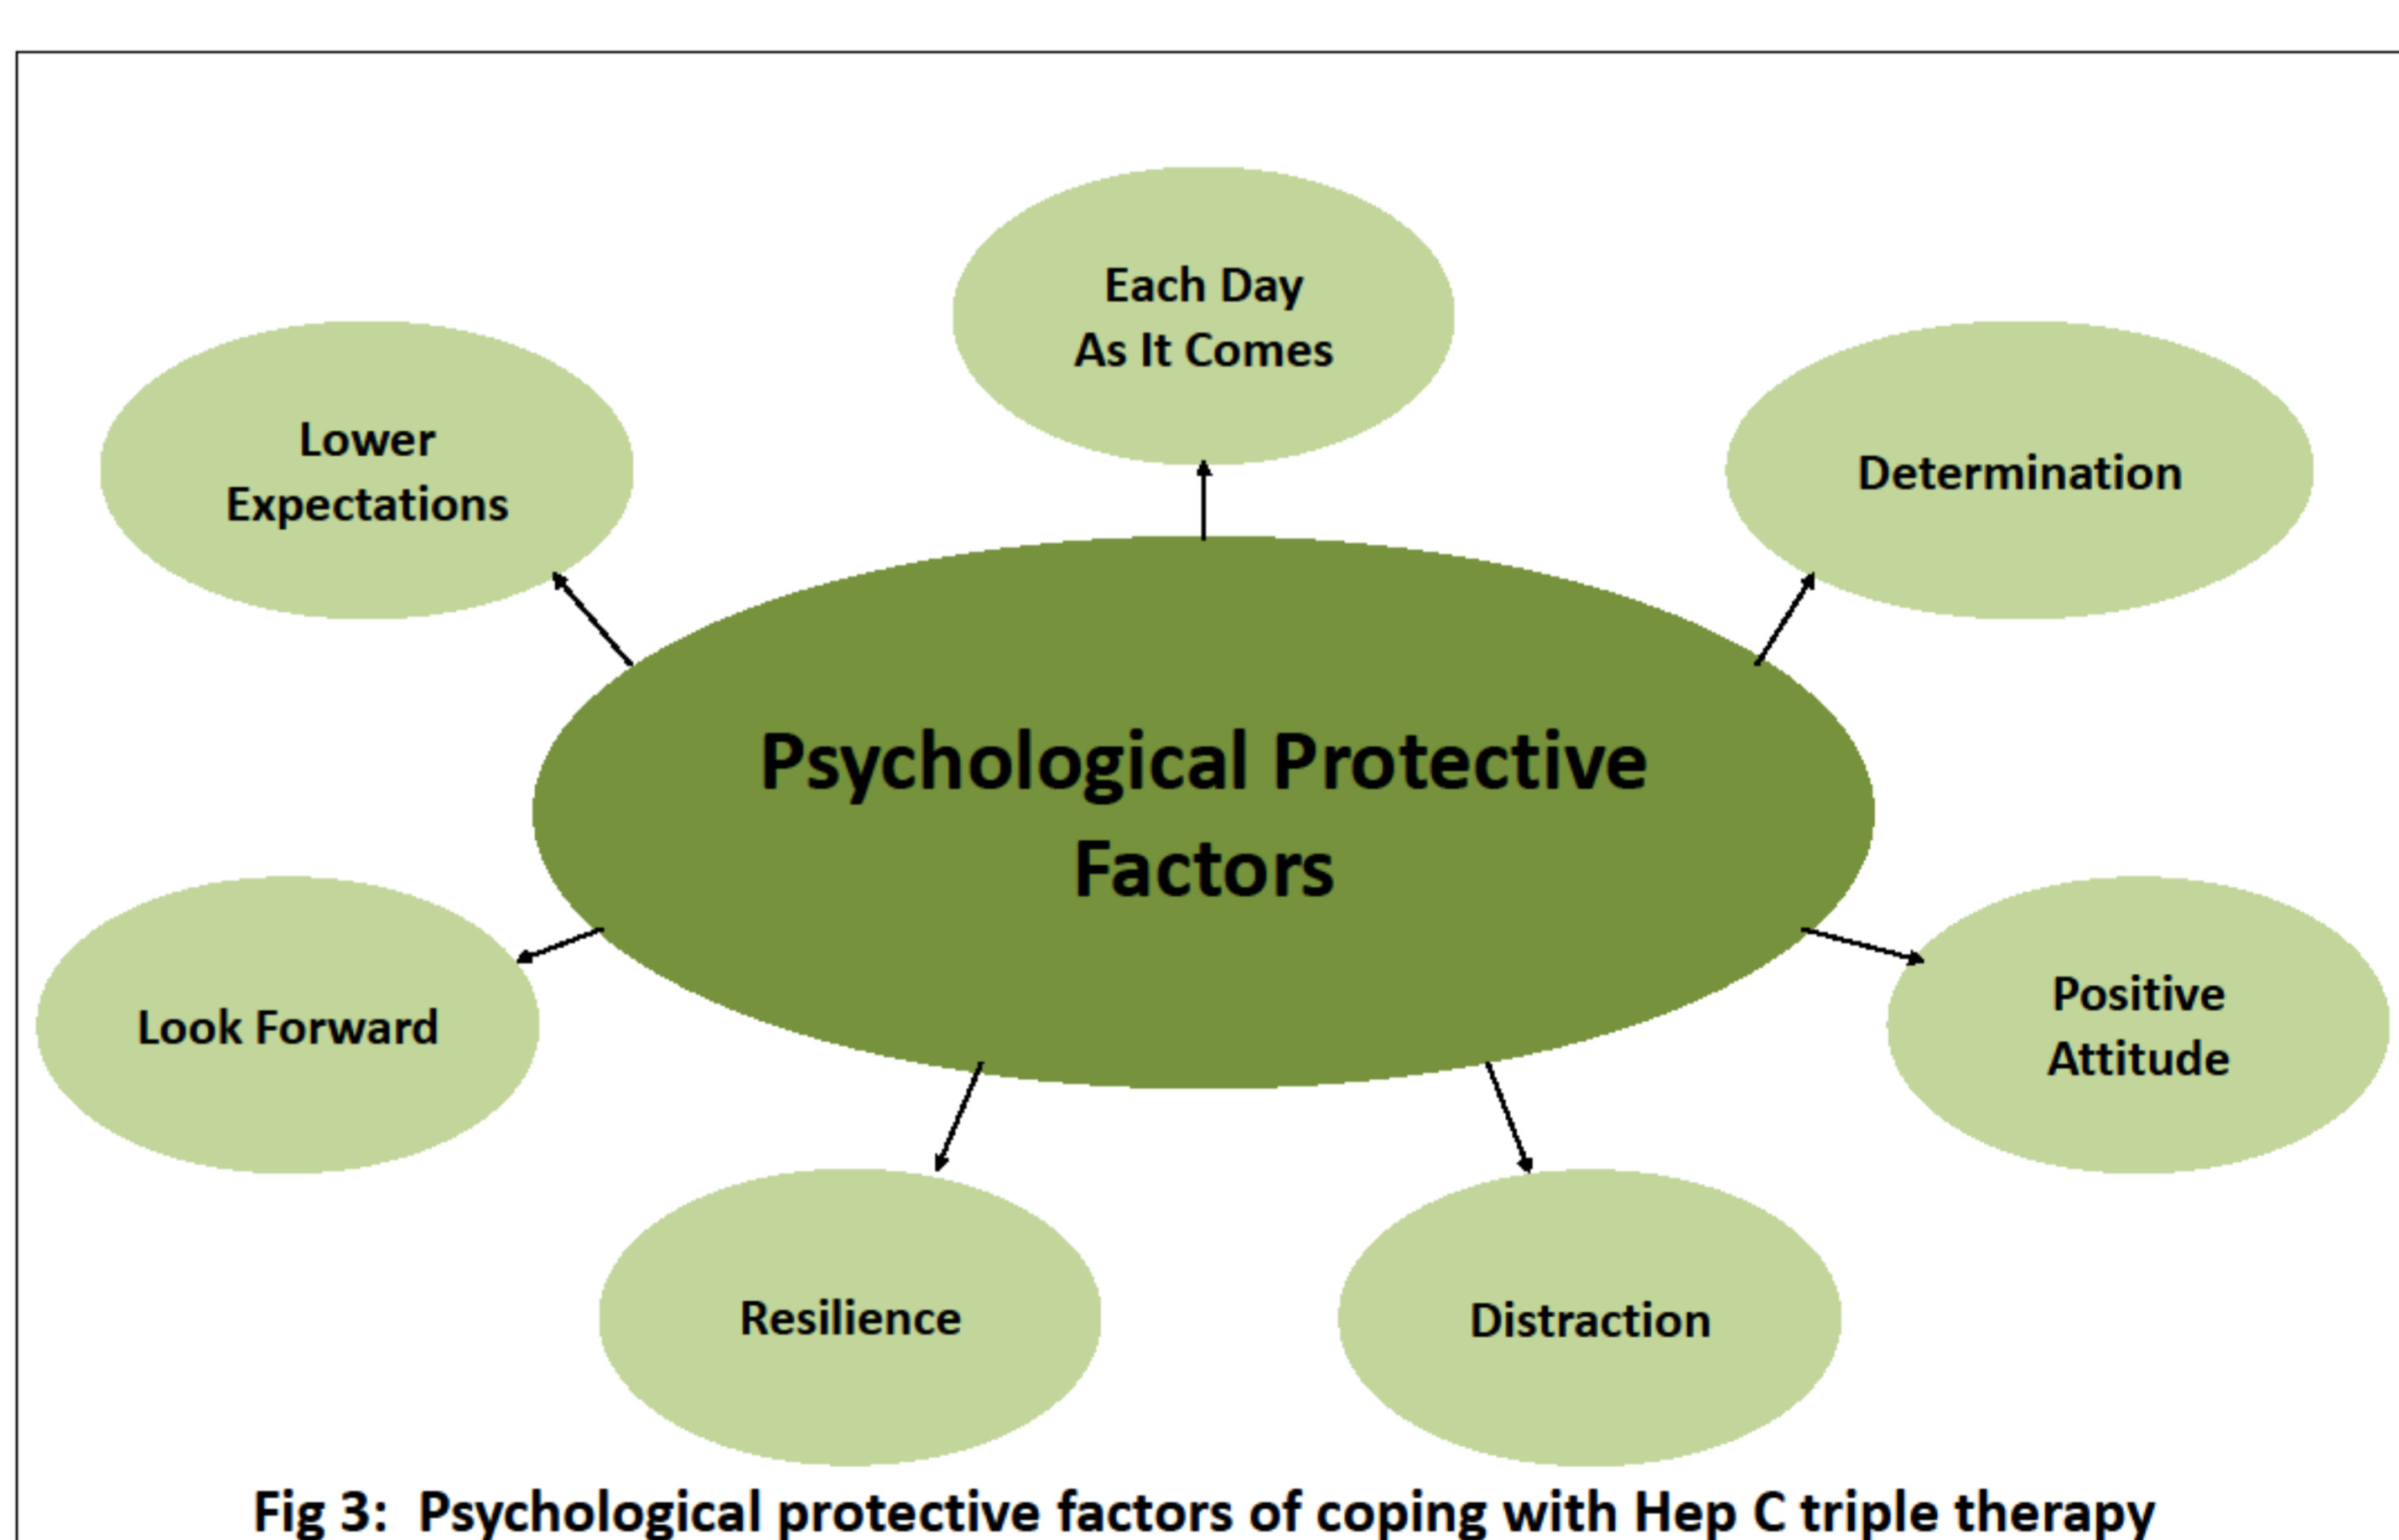 Each Day
As It Comes
Lower
Expectations
Determination
Psychological Protective
Factors
Look Forward
Positive
Attitude
Resilience
Distraction
Fig 3:  Psychological protective factors of coping with Hep C triple therapy